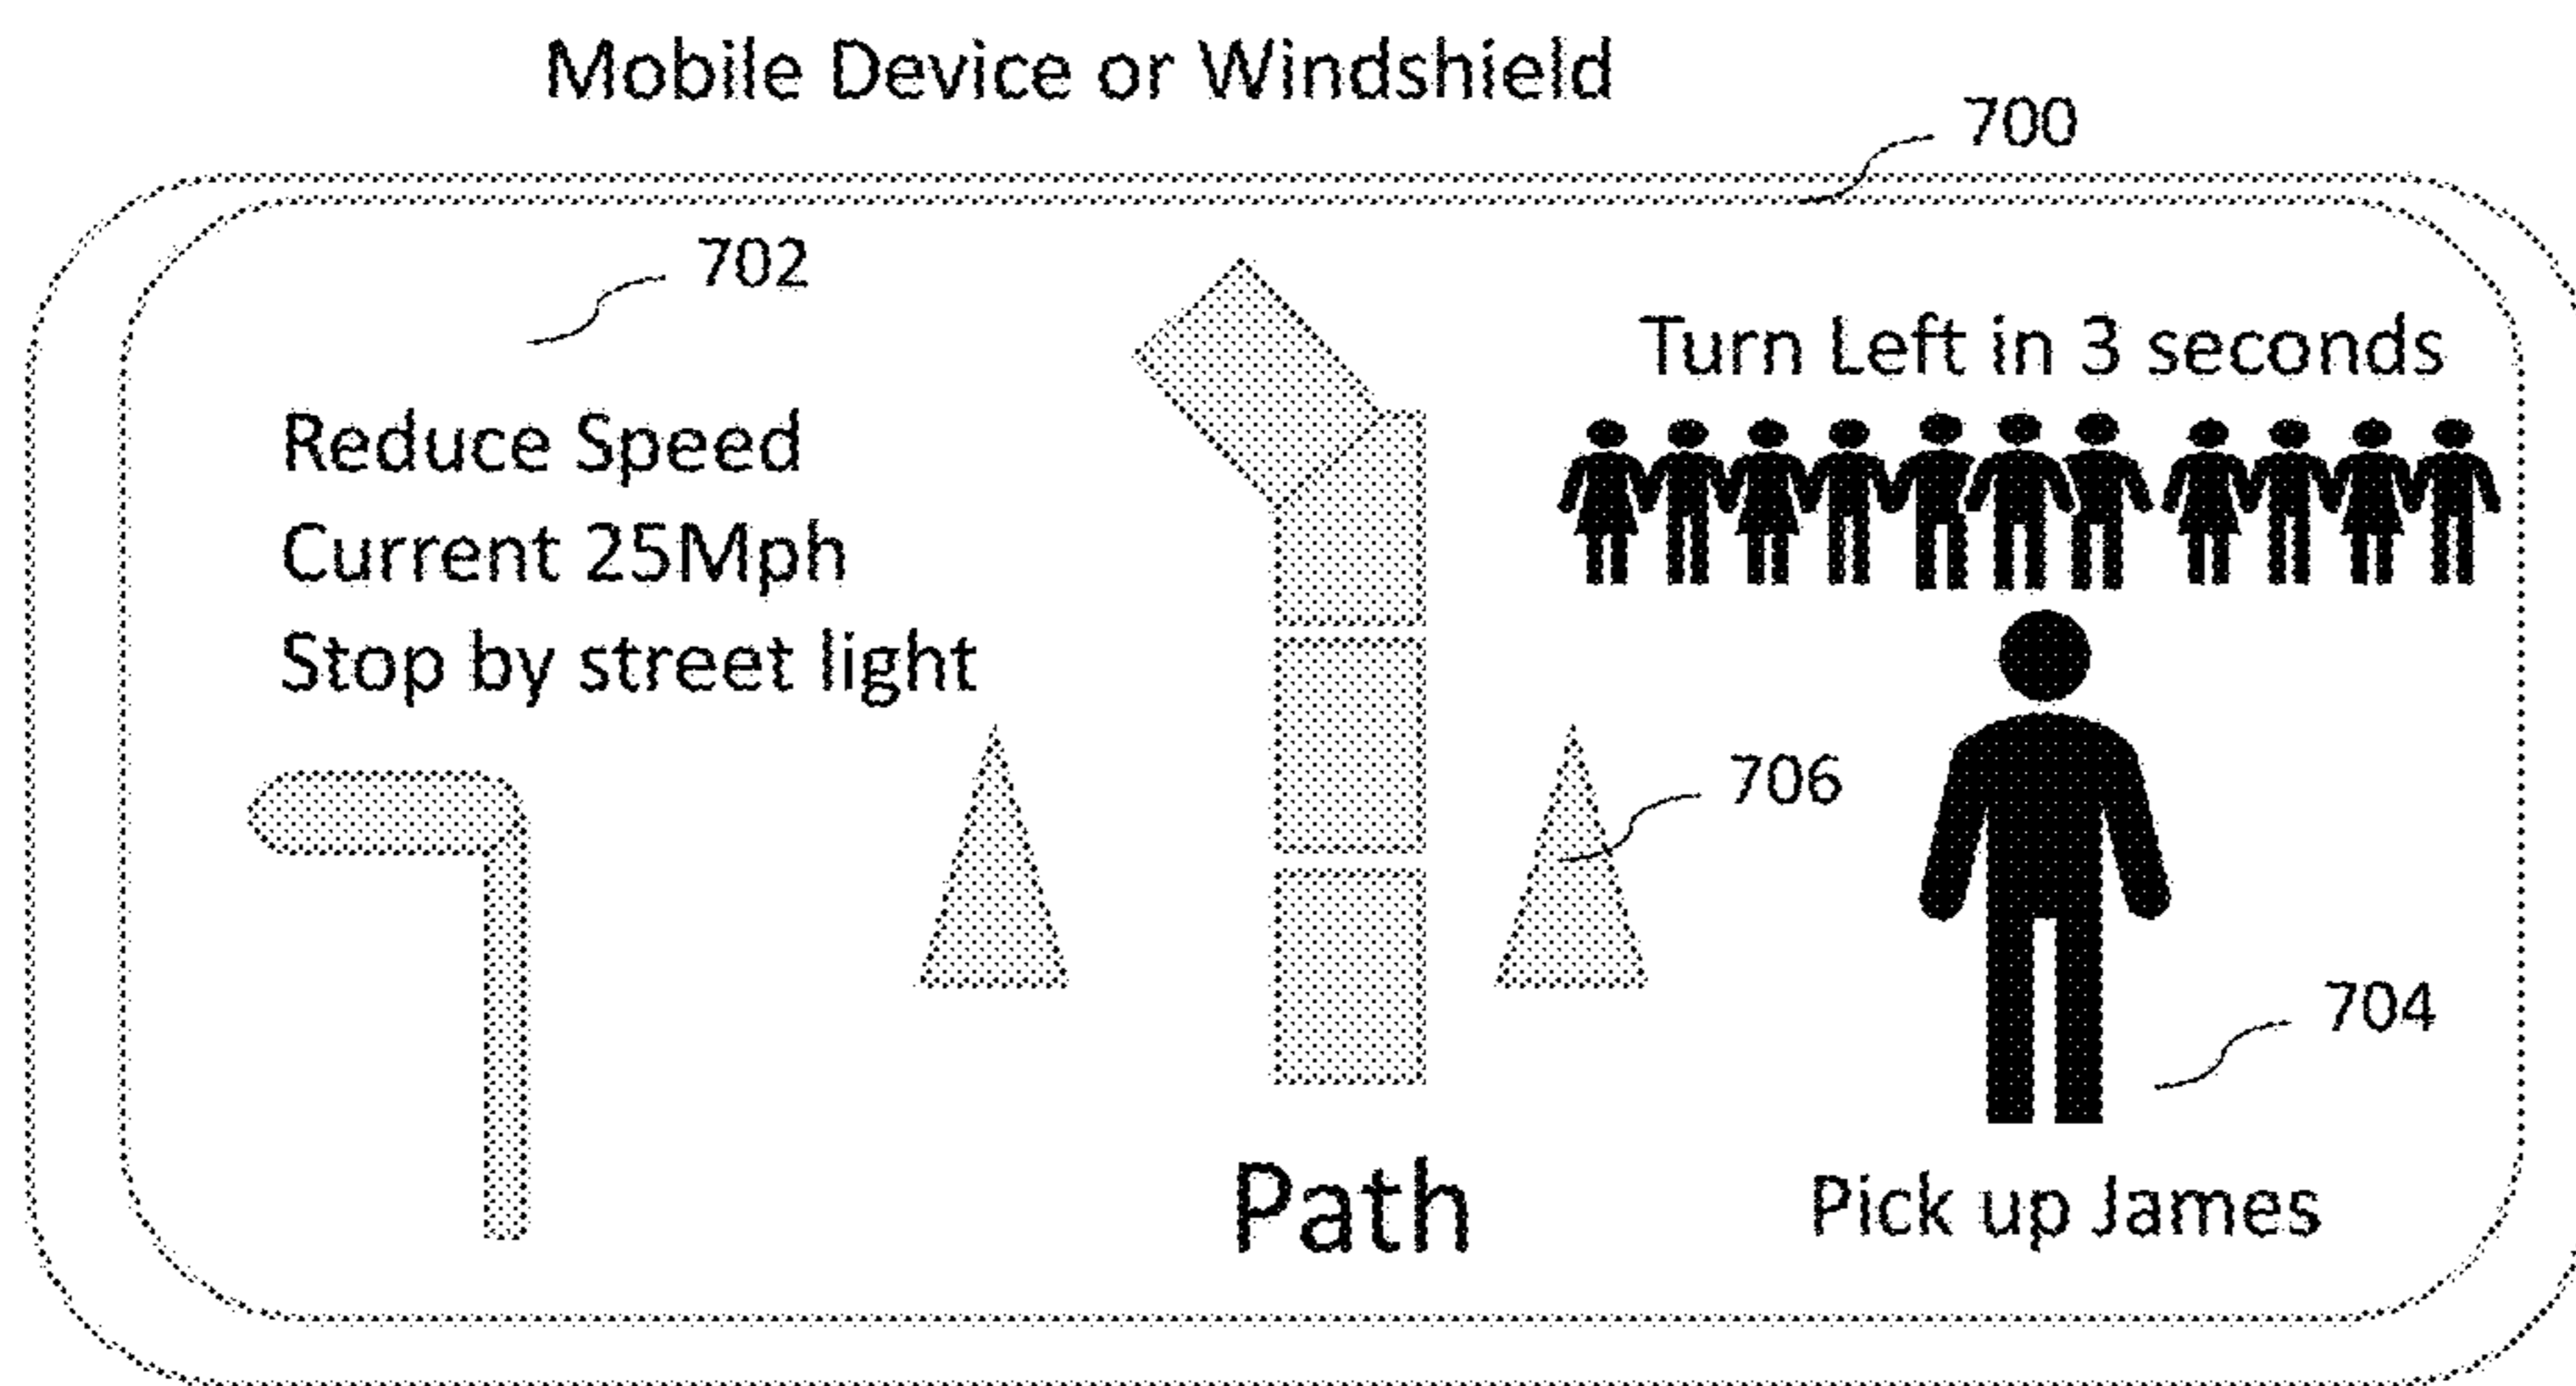 Mobile Device or Windshield
700
702
Turn Left in 3 seconds
Reduce Speed
Current 25Mph
Stop by street light
706
704
Path
Pick up James